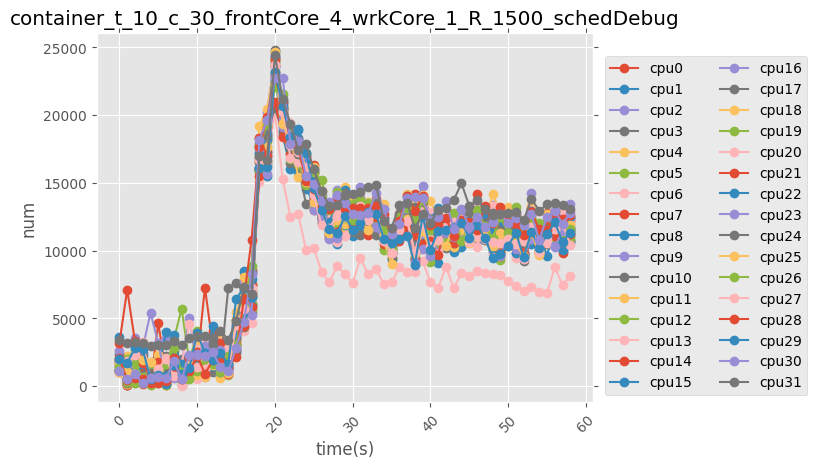 container_t_10_c_30_frontCore_4_wrkCore_1_R_1500_schedDebug
25000
20000
15000
10000
5000
0
num
0
10
20
30
40
50
60
time(s)
cpu0
cpu1
cpu2
cpu3
cpu4
cpu5
cpu6
cpu7
cpu8
cpu9
cpu10
cpu11
cpu12
cpu13
cpu14
cpu15
cpu16
cpu17
cpu18
cpu19
cpu20
cpu21
cpu22
cpu23
cpu24
cpu25
cpu26
cpu27
cpu28
cpu29
cpu30
cpu31